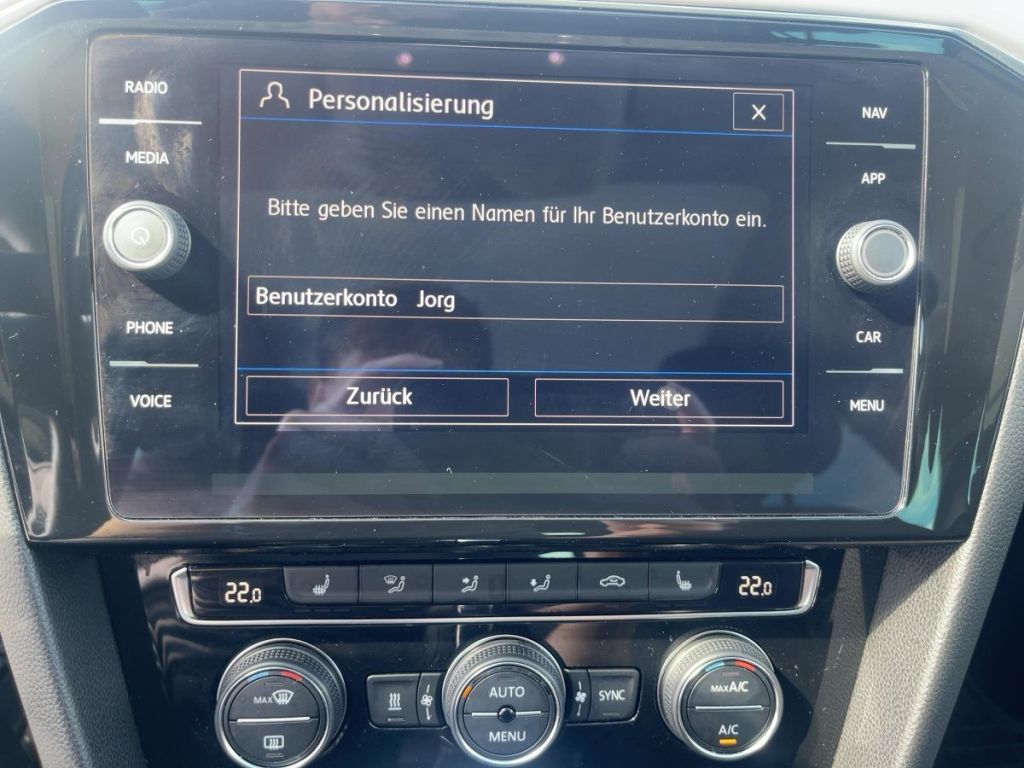 RADIO
MEDIA
PHONE
VOICE
Personalisierung
X
Bitte geben Sie einen Namen für Ihr Benutzerkonto ein.
Benutzerkonto Jorg
Zurück
Weiter
NAV
APP
CAR
MENU
22.0
22.0
MAX
AUTO
MENU
SYNC
MAX A/C
A/C